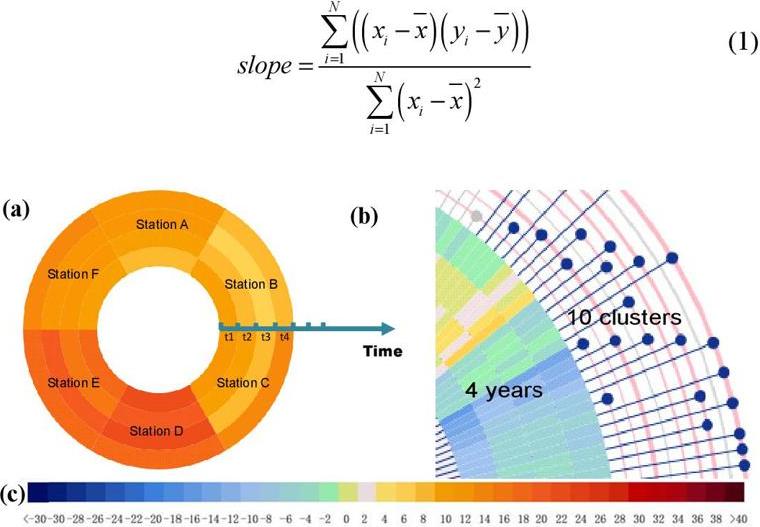 slope = \frac{\sum_{i=1}^{N}\left(\left(x_i-\overline{x}\right)\left(y_i-\overline{y}\right)\right)}{\sum_{i=1}^{N}\left(x_i-\overline{x}\right)^2} (1)
(a)
(b)
Station A
Station F
Station B
t1 t2 t3 t4
Time
Station E
Station C
Station D
10 clusters
4 years
(c)
<-30 -30 -28 -26 -24 -22 -20 -18 -16 -14 -12 -10 -8 -6 -4 -2 0 2 4 6 8 10 12 14 16 18 20 22 24 26 28 30 32 34 36 38 >40